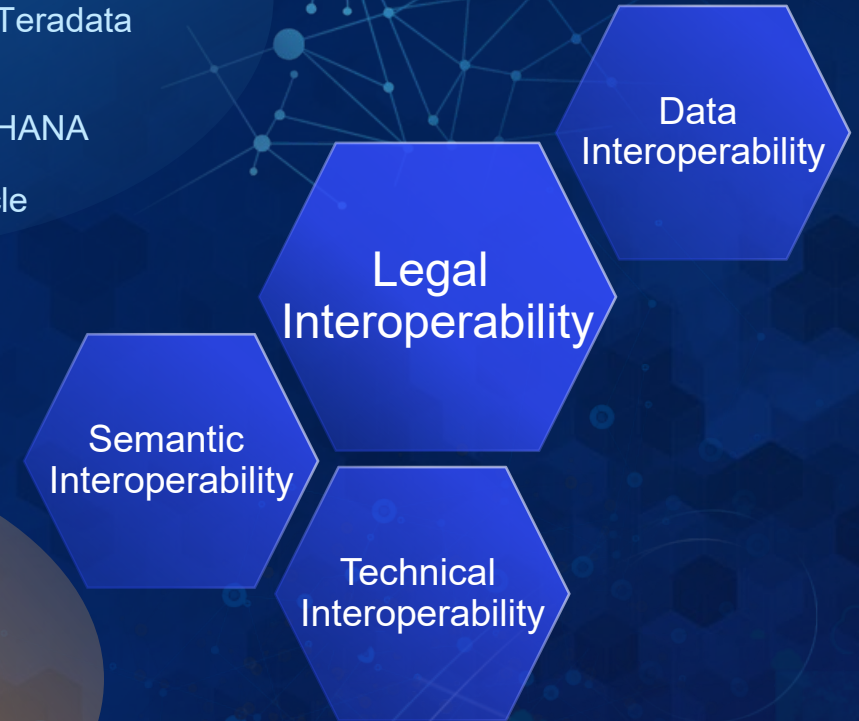 Teradata
HANA
Data
Interoperability
Legal
Interoperability
Semantic
Interoperability
Technical
Interoperability